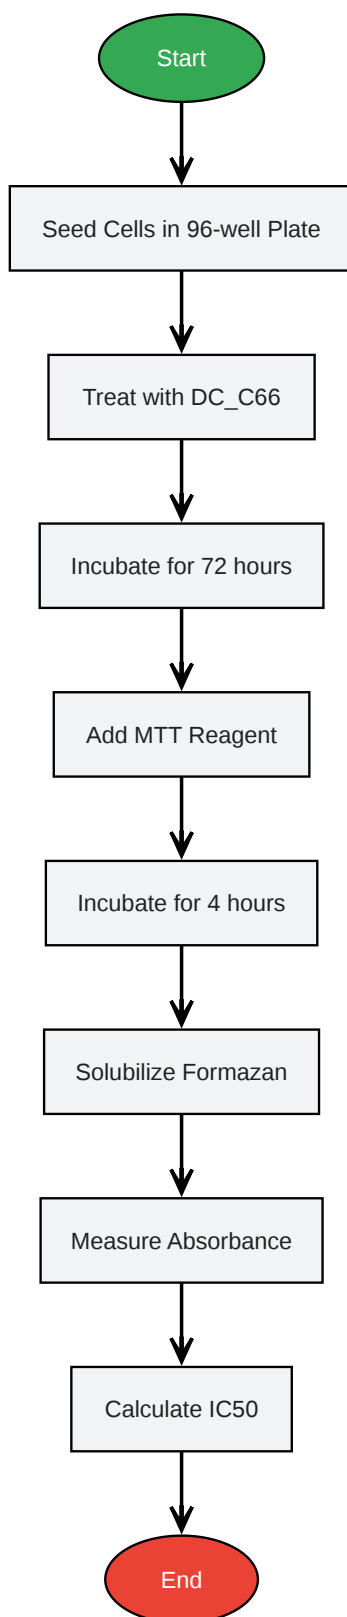 Start
Seed Cells in 96-well Plate
Treat with DC_C66
Incubate for 72 hours
Add MTT Reagent
Incubate for 4 hours
Solubilize Formazan
Measure Absorbance
Calculate IC50
End